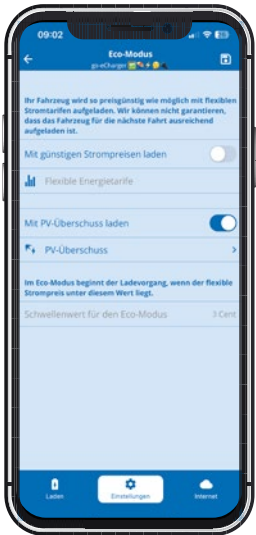 09:02
Eco-Modus
go-eCharger
Ihr Fahrzeug wird so preisgünstig wie möglich mit flexiblen
Stromtarifen aufgeladen. Wir können nicht garantieren,
dass das Fahrzeug für die nächste Fahrt ausreichend
aufgeladen ist.
Mit günstigen Strompreisen laden
Flexible Energietarife
Mit PV-Überschuss laden
PV-Überschuss
Im Eco-Modus beginnt der Ladevorgang, wenn der flexible
Strompreis unter diesem Wert liegt.
Schwellenwert für den Eco-Modus 3 Cent
Laden Einstellungen Internet